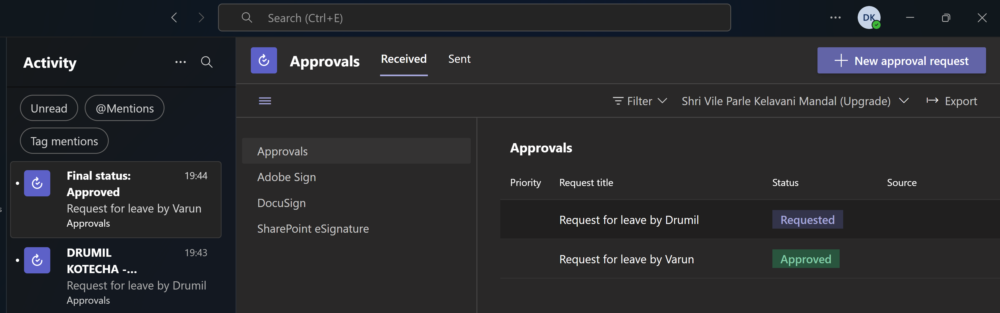 Search (Ctrl+E)
DK
Activity
Approvals
Received
Sent
New approval request
Unread
@Mentions
Tag mentions
Filter
Shri Vile Parle Kelavani Mandal (Upgrade)
Export
Final status:
Approved
19:44
Request for leave by Varun
Approvals
DRUMIL
KOTECHA -...
19:43
Request for leave by Drumil
Approvals
Approvals
Adobe Sign
DocuSign
SharePoint eSignature
Approvals
Priority Request title Status Source
Request for leave by Drumil Requested
Request for leave by Varun Approved